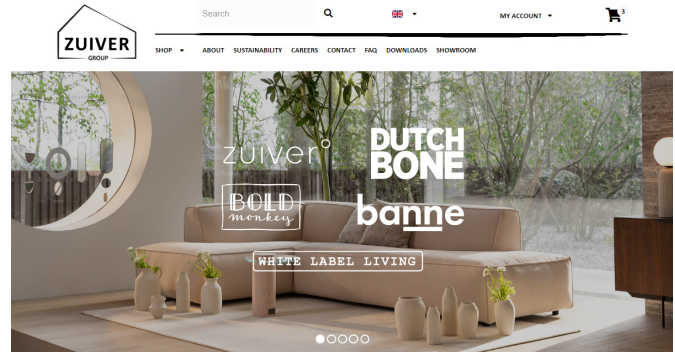 Search
MY ACCOUNT
3
ZUIVER
GROUP
SHOP ABOUT SUSTAINABILITY CAREERS CONTACT FAQ DOWNLOADS SHOWROOM
zuiver°
DUTCH
BONE
BOLD
monkey
banne
WHITE LABEL LIVING